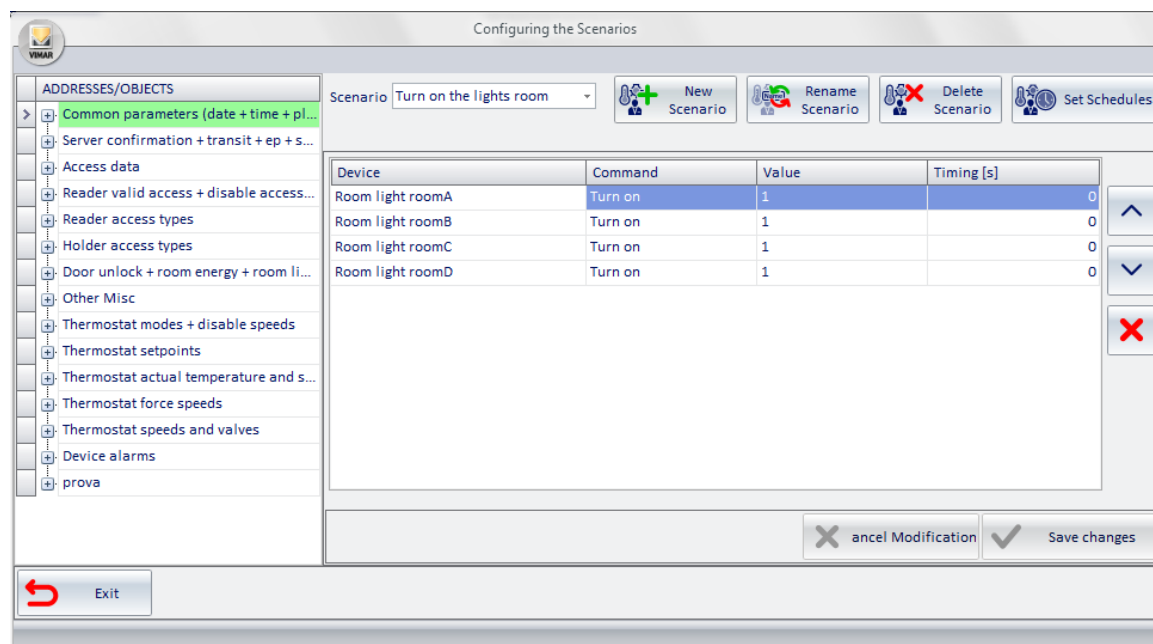 Configuring the Scenarios
VIMAR
ADDRESSES/OBJECTS
Common parameters (date + time + pl...
Server confirmation + transit + ep + s...
Access data
Reader valid access + disable access...
Reader access types
Holder access types
Door unlock + room energy + room li...
Other Misc
Thermostat modes + disable speeds
Thermostat setpoints
Thermostat actual temperature and s...
Thermostat force speeds
Thermostat speeds and valves
Device alarms
prova
Scenario Turn on the lights room
New
Scenario
Rename
Scenario
Delete
Scenario
Set Schedules
Device Command Value Timing [s]
Room light roomA Turn on 1 0
Room light roomB Turn on 1 0
Room light roomC Turn on 1 0
Room light roomD Turn on 1 0
ancel Modification
Save changes
Exit